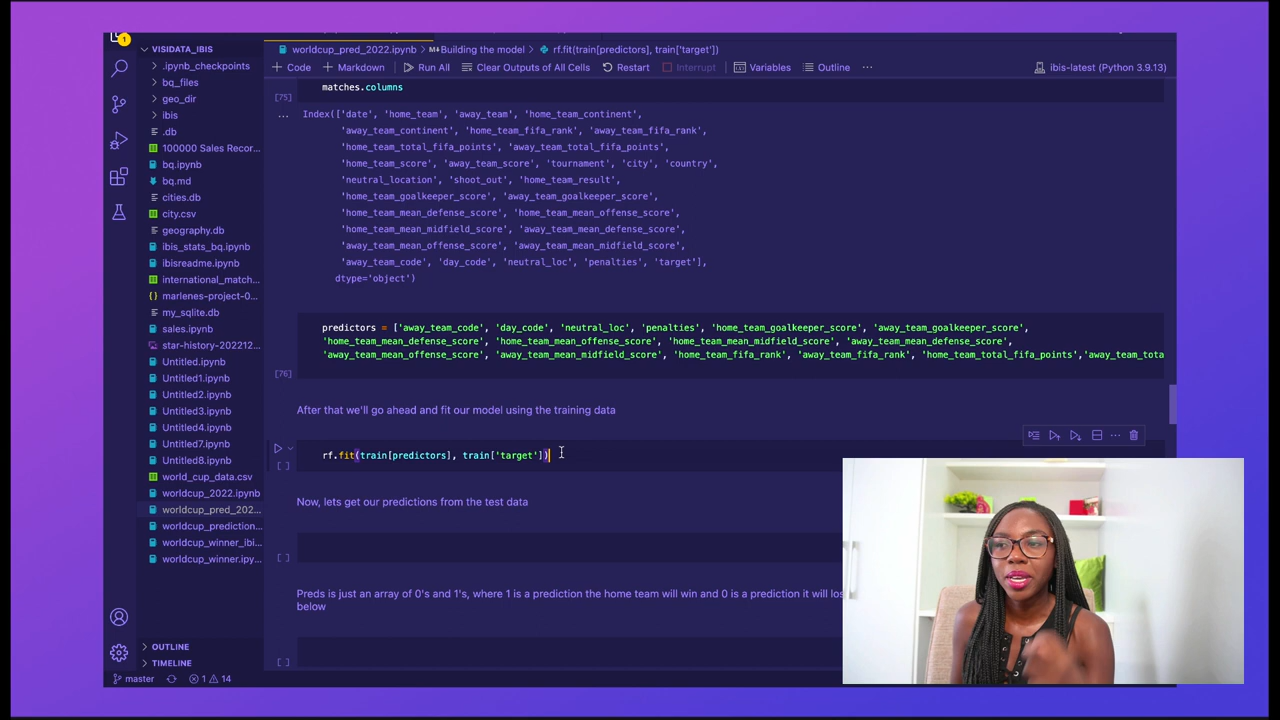 1
VISIDATA_IBIS
worldcup_pred_2022.ipynb > M↓ Building the model > rf.fit(train[predictors], train['target'])
+ Code + Markdown Run All Clear Outputs of All Cells Restart Interrupt Variables Outline ... ibis-latest (Python 3.9.13)
.ipynb_checkpoints
bq_files
geo_dir
ibis
.db
100000 Sales Recor...
bq.ipynb
bq.md
cities.db
city.csv
geography.db
ibis_stats_bq.ipynb
ibisreadme.ipynb
international_match...
marlenes-project-0...
my_sqlite.db
sales.ipynb
star-history-202212...
Untitled.ipynb
Untitled1.ipynb
Untitled2.ipynb
Untitled3.ipynb
Untitled4.ipynb
Untitled7.ipynb
Untitled8.ipynb
world_cup_data.csv
worldcup_2022.ipynb
worldcup_pred_202...
worldcup_prediction...
worldcup_winner_ibi...
worldcup_winner.ipy...
OUTLINE
TIMELINE
master 1 14
matches.columns
[75]
... Index(['date', 'home_team', 'away_team', 'home_team_continent',
'away_team_continent', 'home_team_fifa_rank', 'away_team_fifa_rank',
'home_team_total_fifa_points', 'away_team_total_fifa_points',
'home_team_score', 'away_team_score', 'tournament', 'city', 'country',
'neutral_location', 'shoot_out', 'home_team_result',
'home_team_goalkeeper_score', 'away_team_goalkeeper_score',
'home_team_mean_defense_score', 'home_team_mean_offense_score',
'home_team_mean_midfield_score', 'away_team_mean_defense_score',
'away_team_mean_offense_score', 'away_team_mean_midfield_score',
'away_team_code', 'day_code', 'neutral_loc', 'penalties', 'target'],
dtype='object')
predictors = ['away_team_code', 'day_code', 'neutral_loc', 'penalties', 'home_team_goalkeeper_score', 'away_team_goalkeeper_score',
'home_team_mean_defense_score', 'home_team_mean_offense_score', 'home_team_mean_midfield_score', 'away_team_mean_defense_score',
'away_team_mean_offense_score', 'away_team_mean_midfield_score', 'home_team_fifa_rank', 'away_team_fifa_rank', 'home_team_total_fifa_points','away_team_tota
[76]
After that we'll go ahead and fit our model using the training data
rf.fit(train[predictors], train['target'])
[ ]
Now, lets get our predictions from the test data
[ ]
Preds is just an array of 0's and 1's, where 1 is a prediction the home team will win and 0 is a prediction it will los
below
[ ]